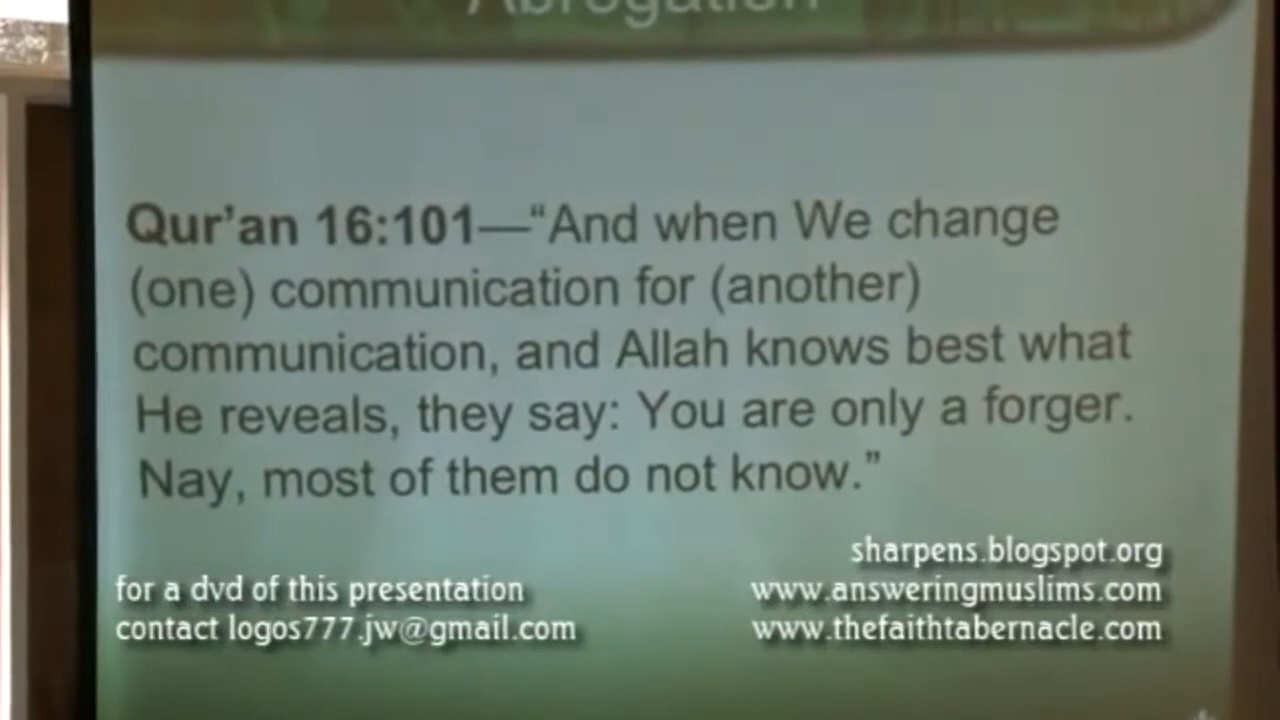 Abrogation
Qur’an 16:101—“And when We change
(one) communication for (another)
communication, and Allah knows best what
He reveals, they say: You are only a forger.
Nay, most of them do not know.”
sharpens.blogspot.org
for a dvd of this presentation
www.answeringmuslims.com
contact logos777.jw@gmail.com
www.thefaithtabernacle.com